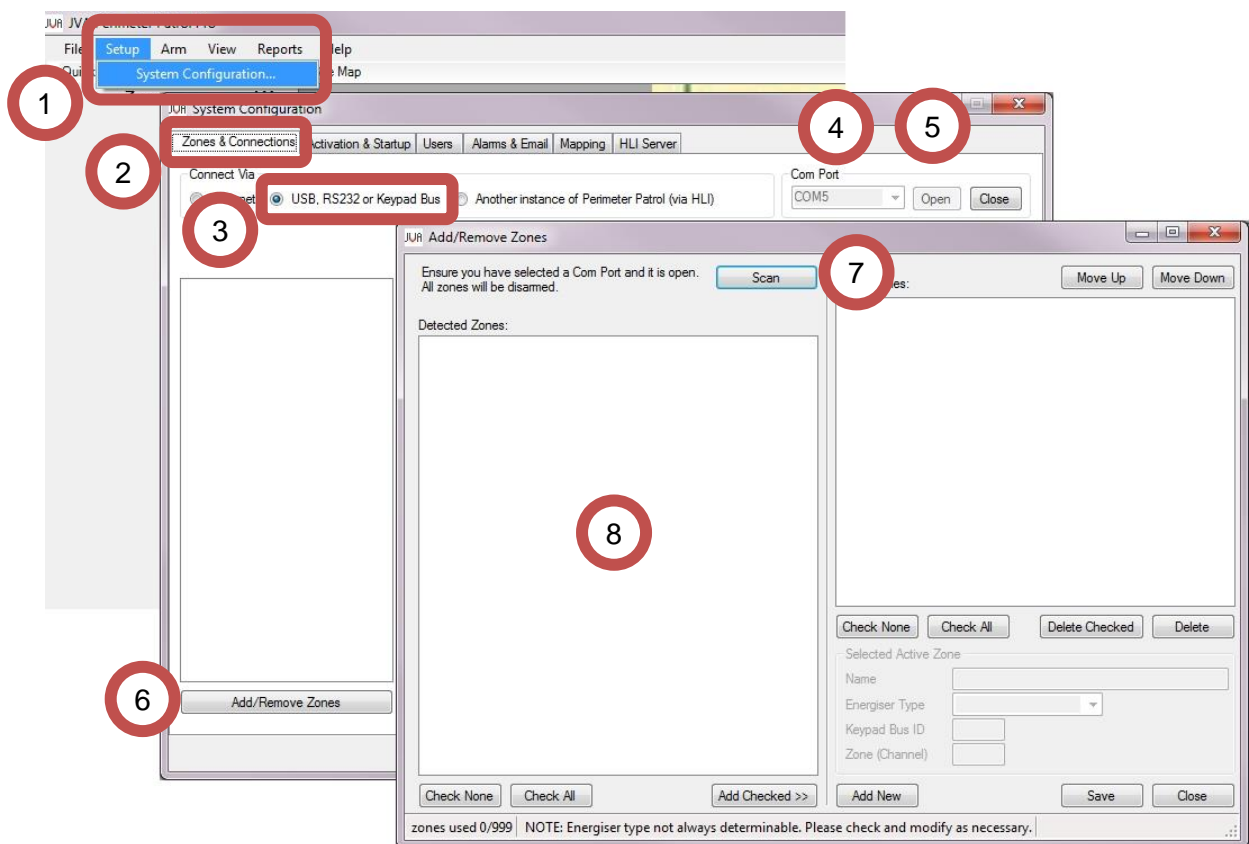 JVA JVA Perimeter Patrol PRO
File Setup Arm View Reports Help
System Configuration... Map
1
JVA System Configuration
4
5
Zones & Connections Activation & Startup Users Alarms & Email Mapping HLI Server
2
Connect Via
Com Port
USB, RS232 or Keypad Bus Another instance of Perimeter Patrol (via HLI)
COM5 Open Close
3
JVA Add/Remove Zones
Ensure you have selected a Com Port and it is open.
All zones will be disarmed.
Scan
7
Move Up Move Down
Detected Zones:
8
Check None Check All Delete Checked Delete
Selected Active Zone
Name
Energiser Type
Keypad Bus ID
Zone (Channel)
6
Add/Remove Zones
Check None Check All Add Checked >> Add New Save Close
zones used 0/999 NOTE: Energiser type not always determinable. Please check and modify as necessary.